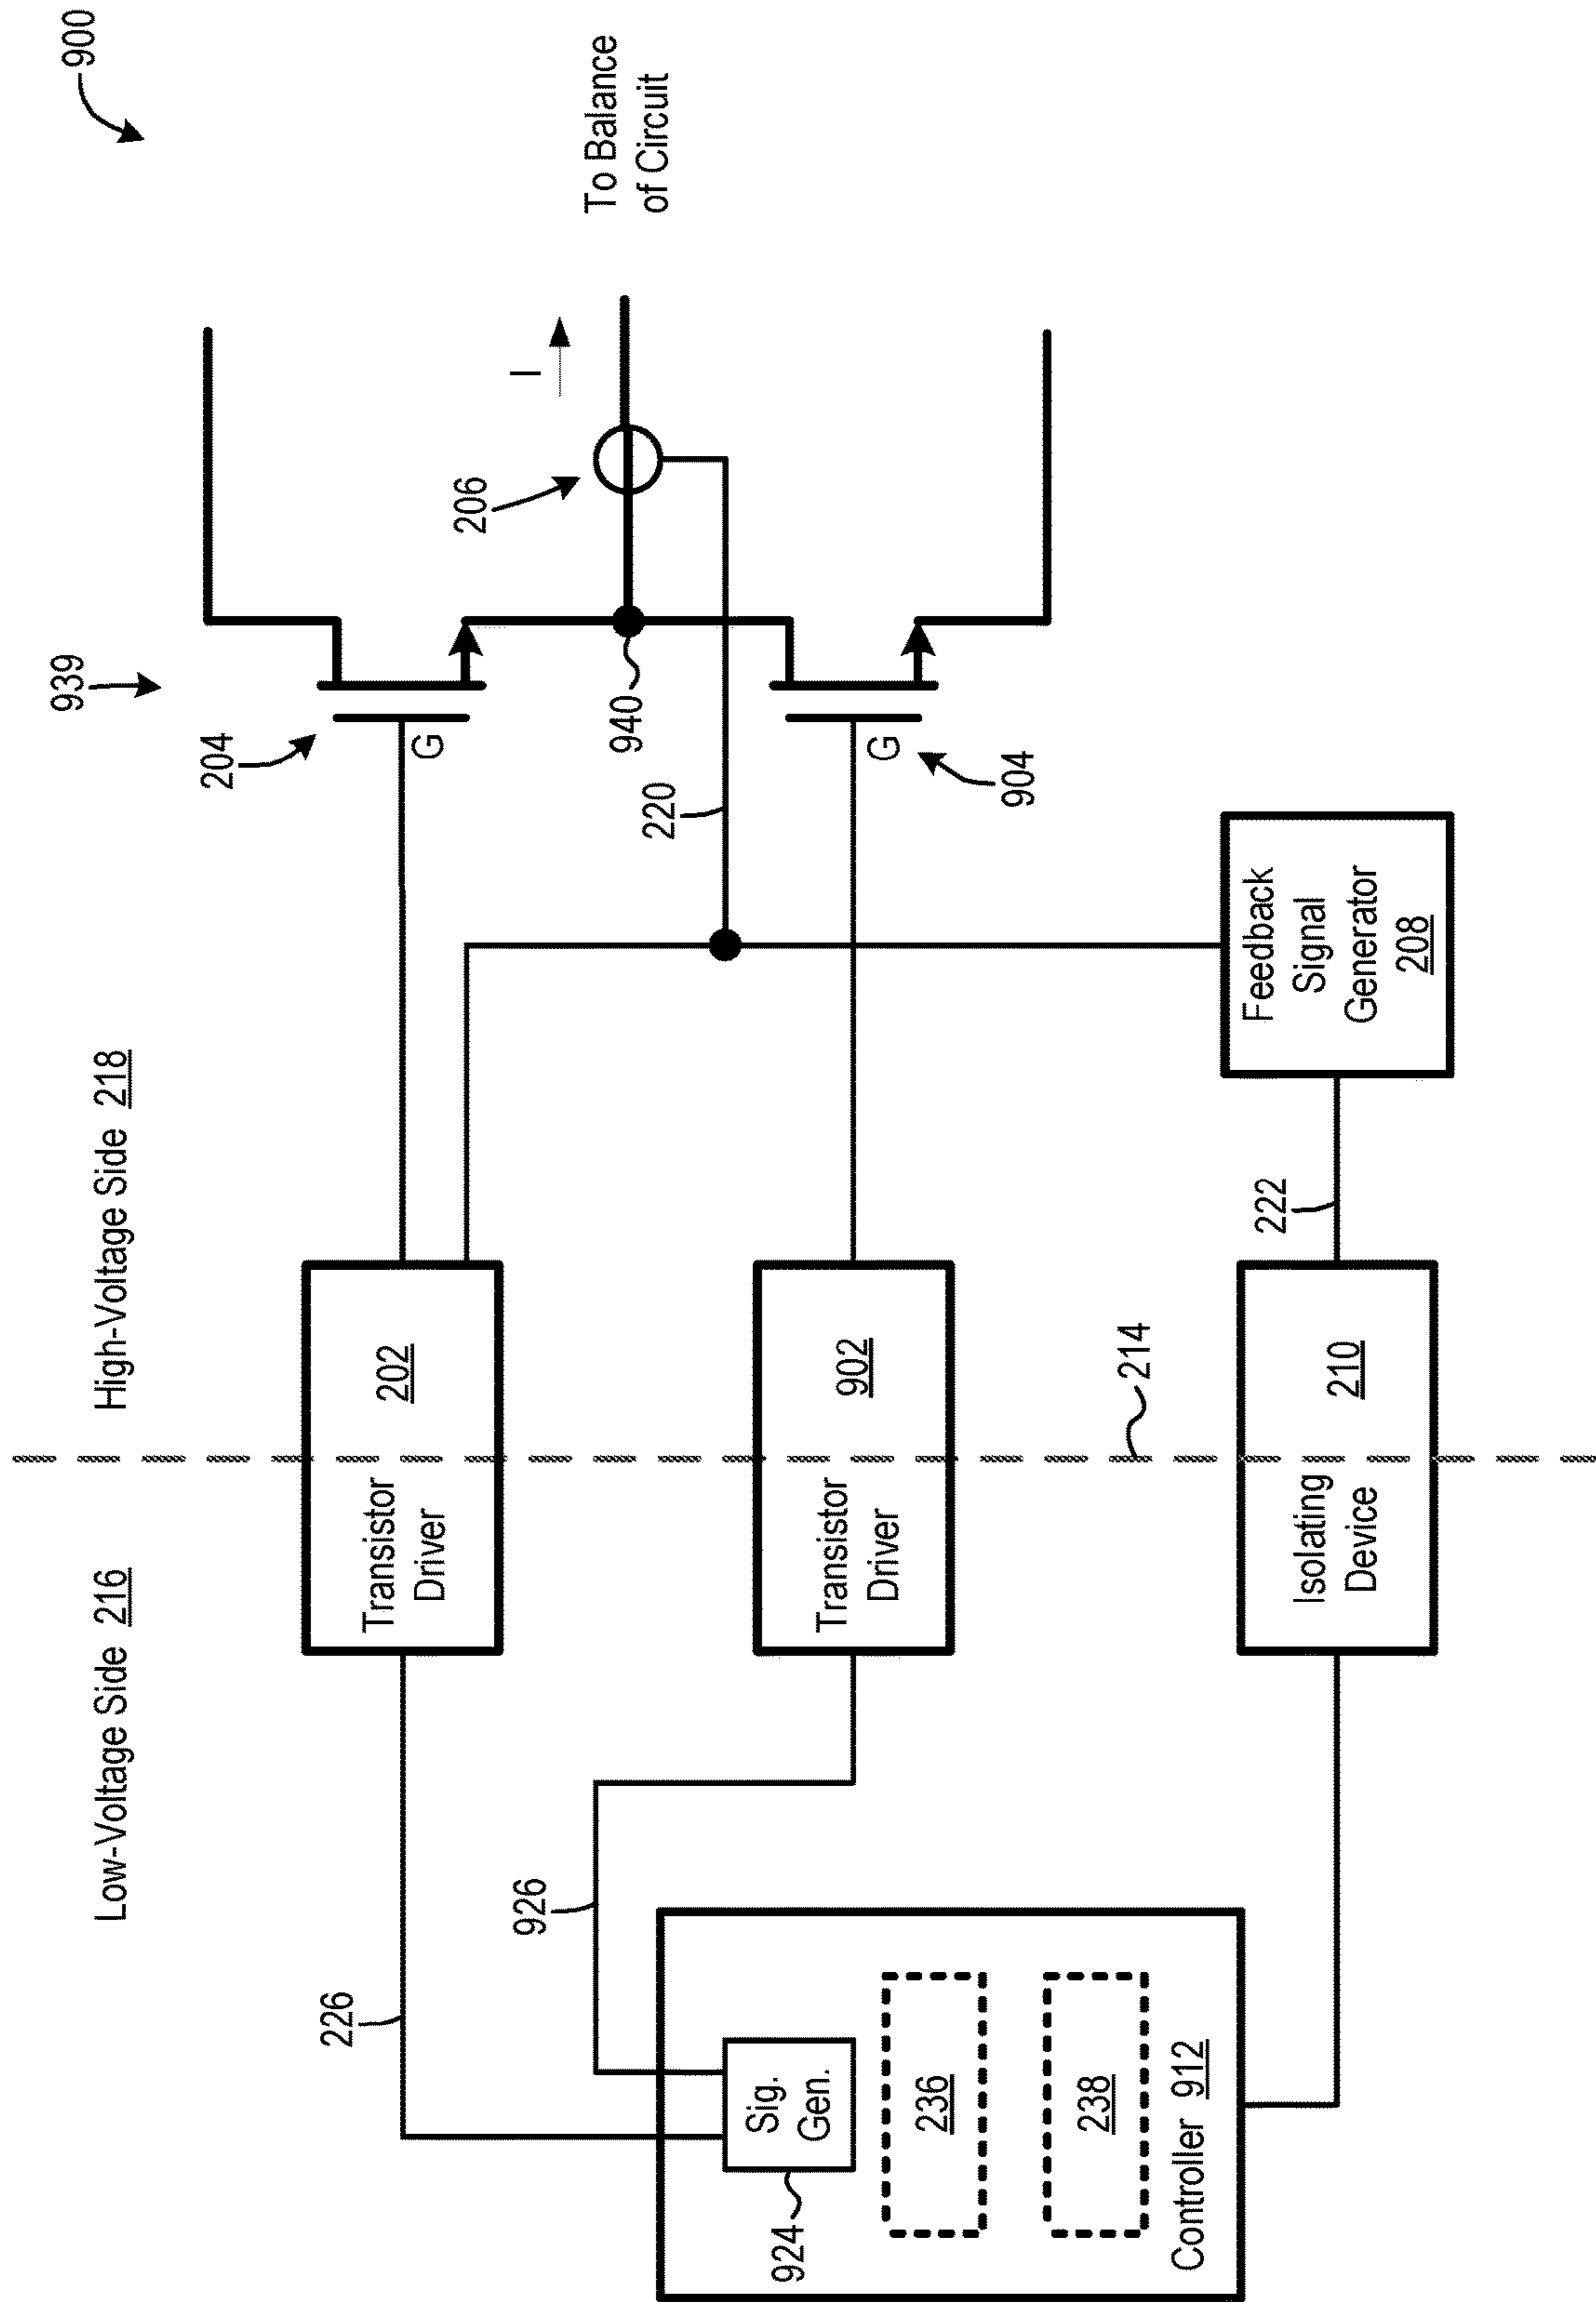 900
Low-Voltage Side 216
High-Voltage Side 218
939
204
226
Transistor
Driver
202
G
206
I
To Balance
of Circuit
926
940
220
924
Sig.
Gen.
Transistor
Driver
902
G
904
236
238
214
Controller 912
Isolating
Device
210
222
Feedback
Signal
Generator
208